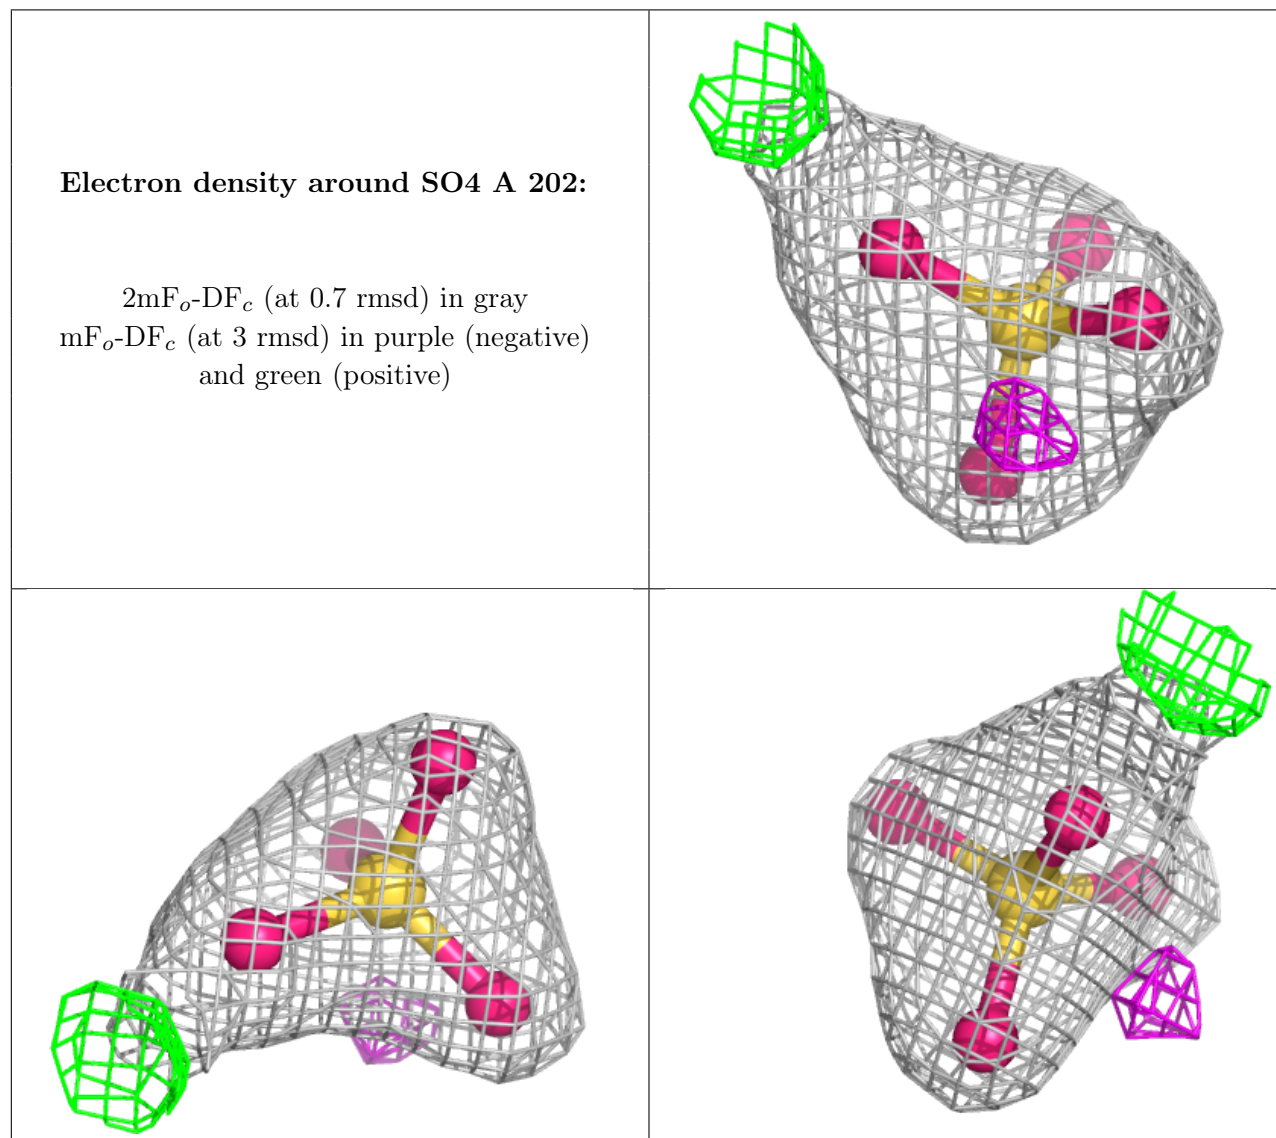 Electron density around SO4 A 202:
2mFo-DFc (at 0.7 rmsd) in gray
mFo-DFc (at 3 rmsd) in purple (negative)
and green (positive)